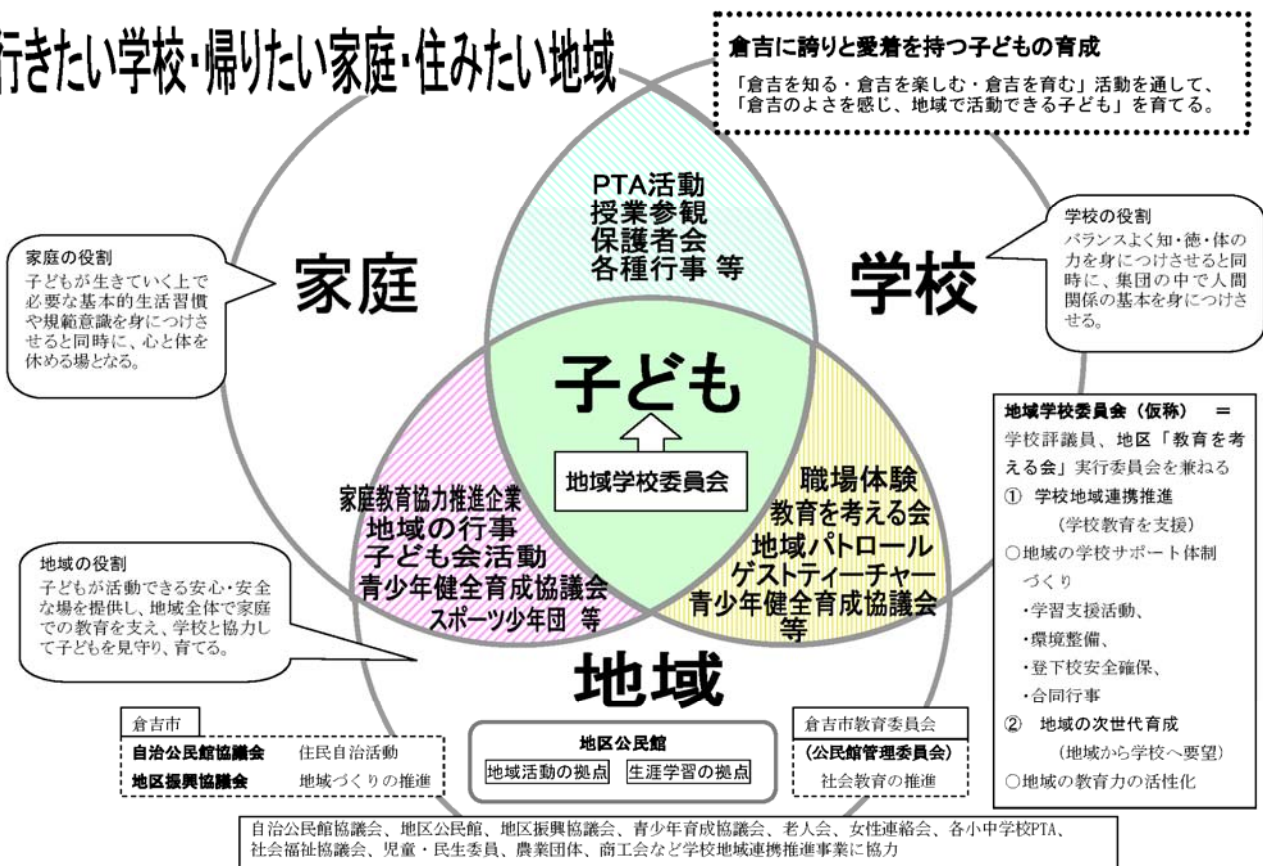 行きたい学校・帰りたい家庭・住みたい地域
倉吉に誇りと愛着を持つ子どもの育成
「倉吉を知る・倉吉を楽しむ・倉吉を育む」活動を通して、
「倉吉のよさを感じ、地域で活動できる子ども」を育てる。
PTA活動
授業参観
保護者会
各種行事 等
家庭
学校
家庭の役割
子どもが生きていく上で
必要な基本的生活習慣
や規範意識を身につけさ
せると同時に、心と体を
休める場となる。
学校の役割
バランスよく知・徳・体の
力を身につけさせると同
時に、集団の中で人間
関係の基本を身につけさ
せる。
子ども
地域学校委員会
家庭教育協力推進企業
地域の行事
子ども会活動
青少年健全育成協議会
スポーツ少年団 等
職場体験
教育を考える会
地域パトロール
ゲストティーチャー
青少年健全育成協議会
等
地域学校委員会（仮称） ＝
学校評議員、地区「教育を考
える会」実行委員会を兼ねる
① 学校地域連携推進
（学校教育を支援）
○地域の学校サポート体制
づくり
・学習支援活動、
・環境整備、
・登下校安全確保、
・合同行事
② 地域の次世代育成
（地域から学校へ要望）
○地域の教育力の活性化
地域の役割
子どもが活動できる安心・安全
な場を提供し、地域全体で家庭
での教育を支え、学校と協力し
て子どもを見守り、育てる。
地域
倉吉市
自治公民館協議会 住民自治活動
地区振興協議会 地域づくりの推進
地区公民館
地域活動の拠点 生涯学習の拠点
倉吉市教育委員会
（公民館管理委員会）
社会教育の推進
自治公民館協議会、地区公民館、地区振興協議会、青少年育成協議会、老人会、女性連絡会、各小中学校PTA、
社会福祉協議会、児童・民生委員、農業団体、商工会など学校地域連携推進事業に協力